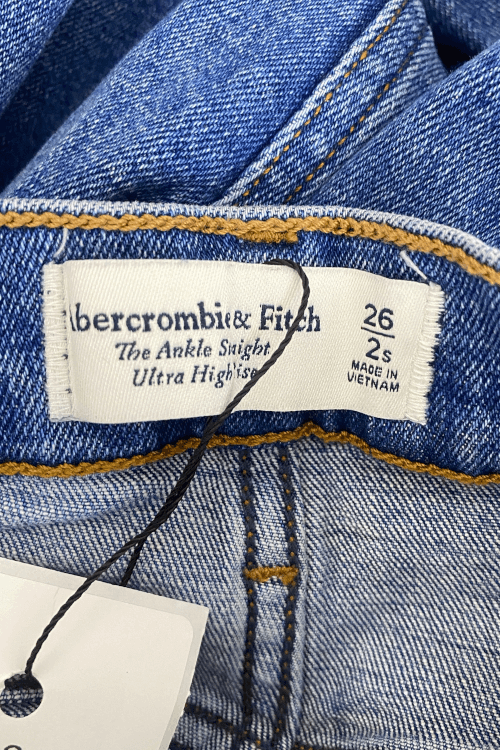 Abercrombie & Fitch
The Ankle Straight
Ultra High Rise
26
2s
MADE IN
VIETNAM